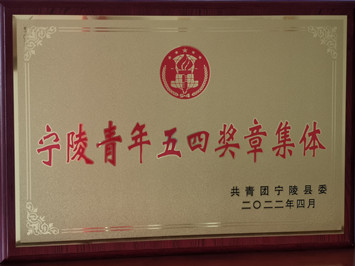 宁陵青年五四奖章集体
共青团宁陵县委
二〇二二年四月